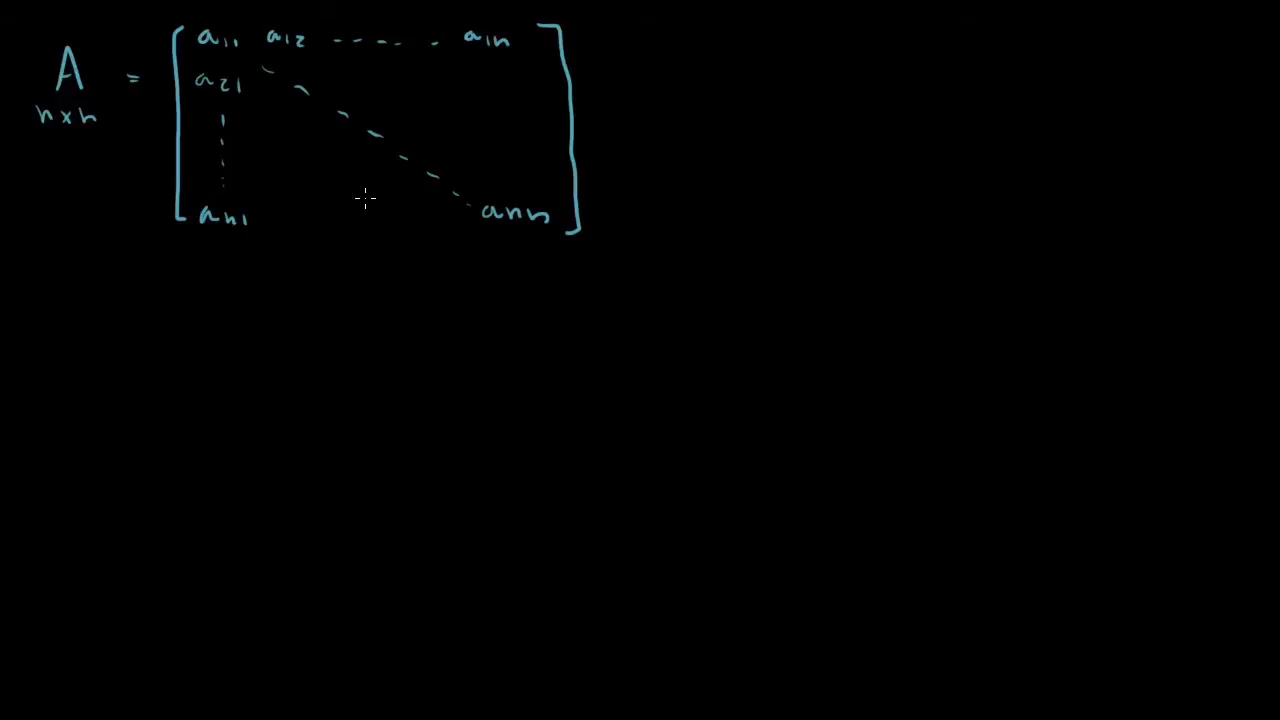 A = [ a11 a12 ----- a1n
n×n a21
an1 ann ]